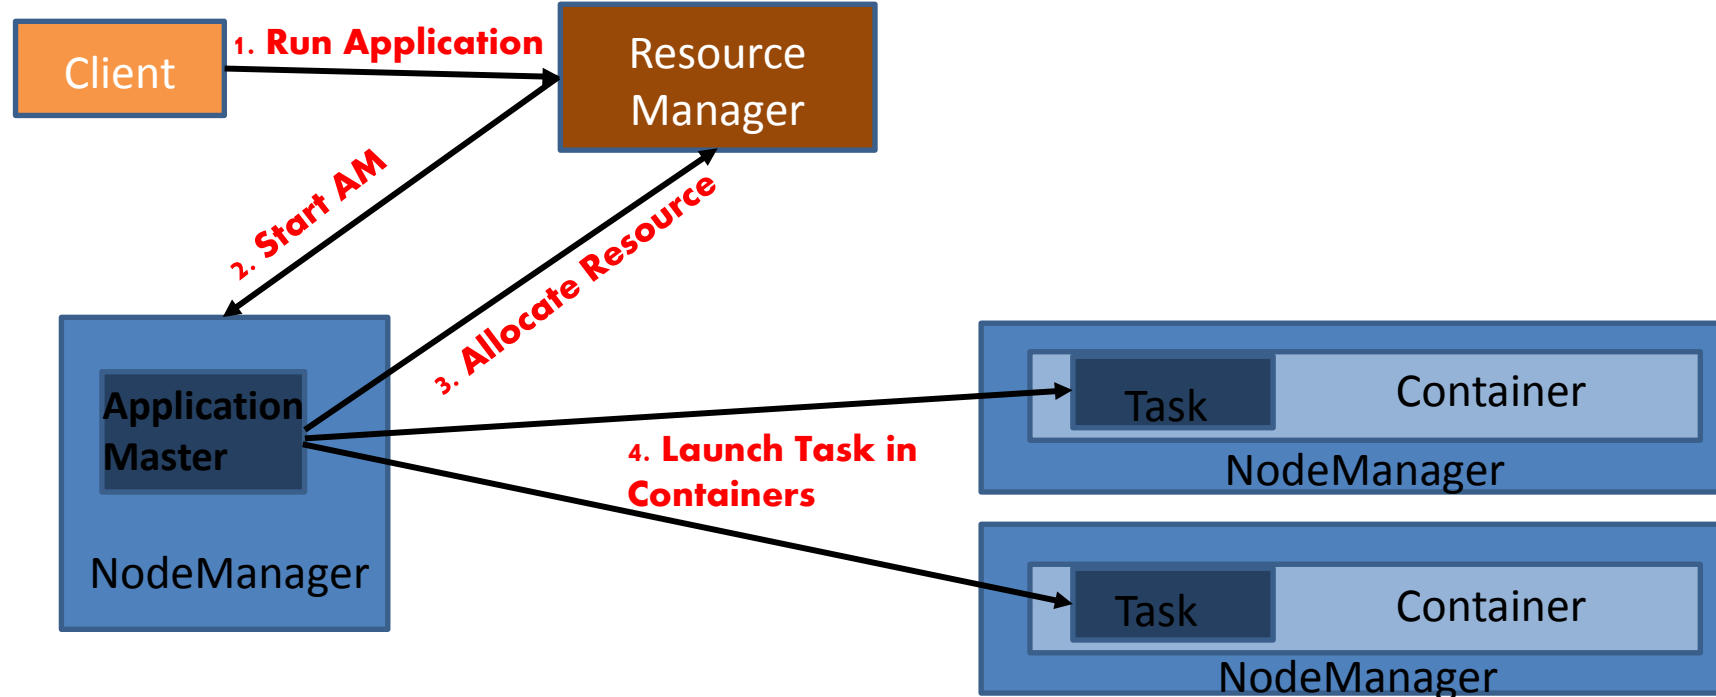 Client
1. Run Application
Resource
Manager
2. Start AM
3. Allocate Resource
Application
Master
NodeManager
4. Launch Task in
Containers
Task
Container
NodeManager
Task
Container
NodeManager